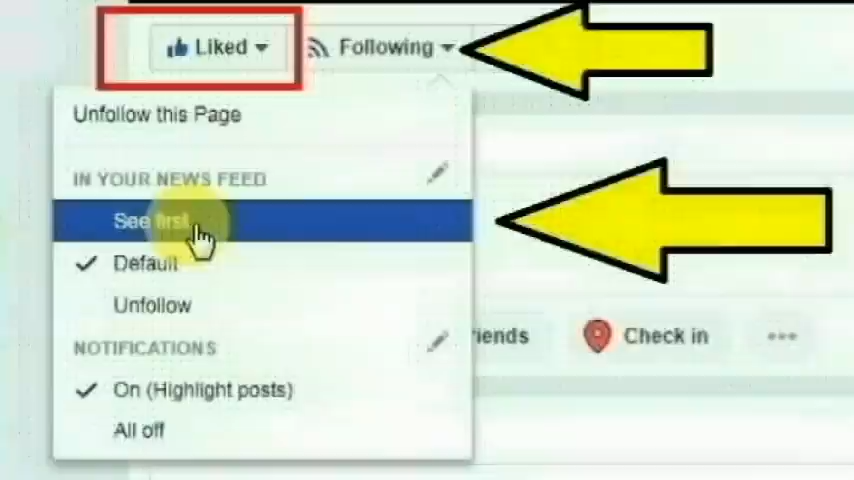 Liked
Following
Unfollow this Page
IN YOUR NEWS FEED
See first
Default
Unfollow
riends
Check in
NOTIFICATIONS
On (Highlight posts)
All off